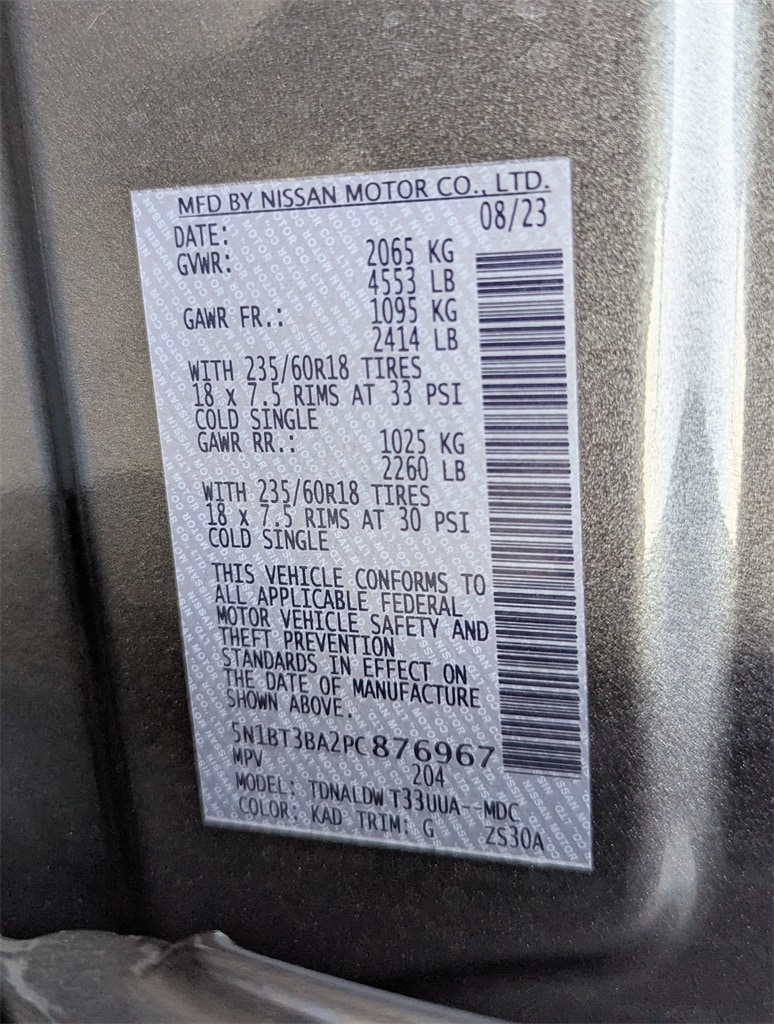 MFD BY NISSAN MOTOR CO., LTD.
DATE: 08/23
GVWR: 2065 KG
4553 LB
GAWR FR.: 1095 KG
2414 LB
WITH 235/60R18 TIRES
18 x 7.5 RIMS AT 33 PSI
COLD SINGLE
GAWR RR.: 1025 KG
2260 LB
WITH 235/60R18 TIRES
18 x 7.5 RIMS AT 30 PSI
COLD SINGLE
THIS VEHICLE CONFORMS TO
ALL APPLICABLE FEDERAL
MOTOR VEHICLE SAFETY AND
THEFT PREVENTION
STANDARDS IN EFFECT ON
THE DATE OF MANUFACTURE
SHOWN ABOVE.
5N1BT3BA2PC876967
MPV 204
MODEL: TDNALDW T33UUA--MDC
COLOR: KAD TRIM: G ZS30A